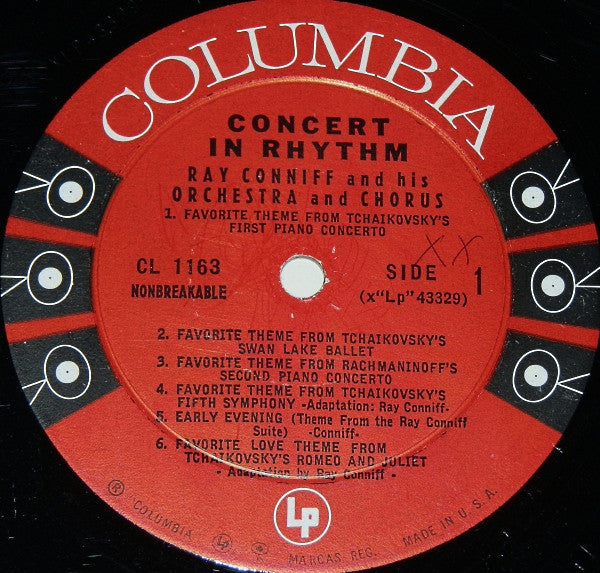 COLUMBIA
CONCERT
IN RHYTHM
RAY CONNIFF and his
ORCHESTRA and CHORUS
1. FAVORITE THEME FROM TCHAIKOVSKY'S
FIRST PIANO CONCERTO
XX
CL 1163
NONBREAKABLE
SIDE 1
(x"Lp" 43329)
2. FAVORITE THEME FROM TCHAIKOVSKY'S
SWAN LAKE BALLET
3. FAVORITE THEME FROM RACHMANINOFF'S
SECOND PIANO CONCERTO
4. FAVORITE THEME FROM TCHAIKOVSKY'S
FIFTH SYMPHONY -Adaptation: Ray Conniff-
5. EARLY EVENING (Theme From the Ray Conniff
Suite) -Conniff-
6. FAVORITE LOVE THEME FROM
TCHAIKOVSKY'S ROMEO AND JULIET
- Adaptation by Ray Conniff -
Lp
® COLUMBIA MARCAS REG. MADE IN U.S.A.